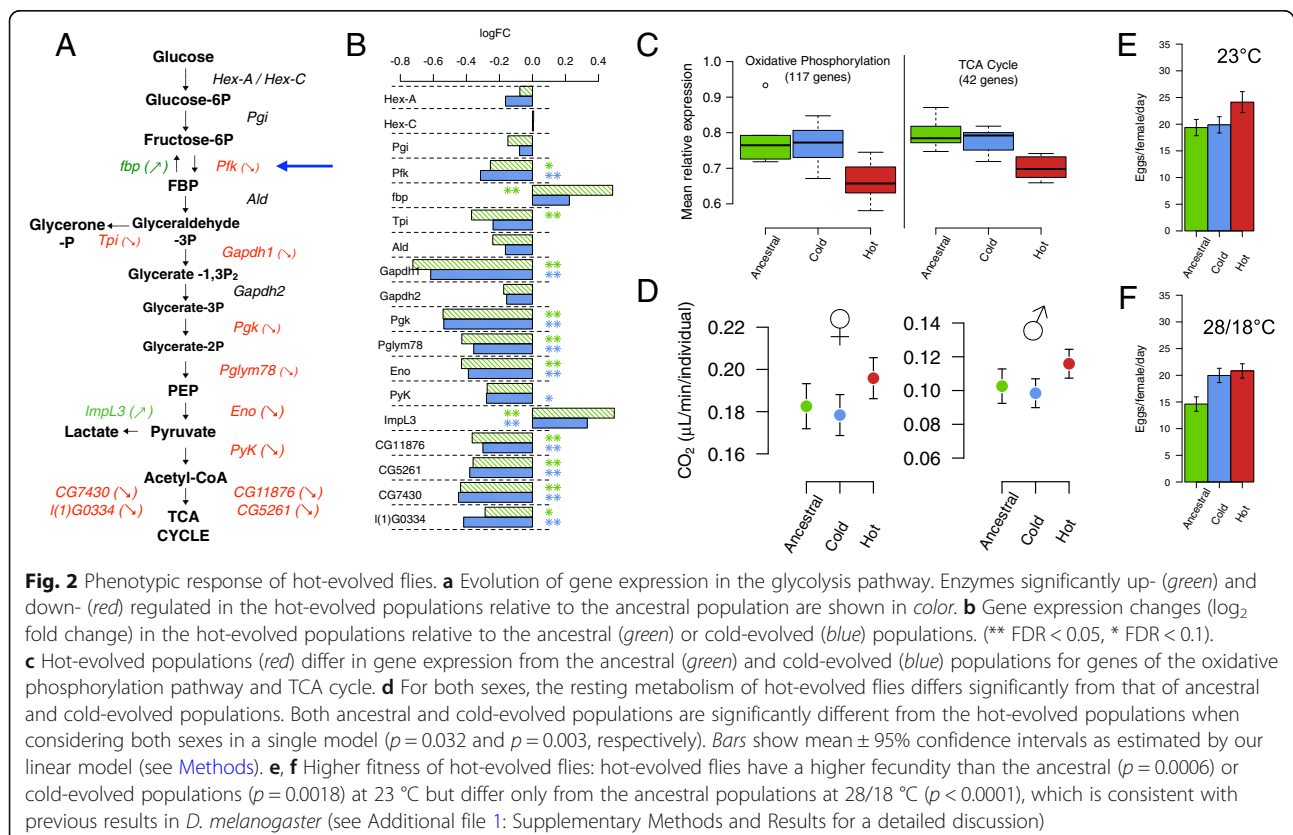 A
Glucose
Hex-A / Hex-C
Glucose-6P
Pgi
Fructose-6P
fbp (↗)
Pfk (↘)
FBP
Ald
Glycerone
-P
Glyceraldehyde
-3P
Tpi (↘)
Gapdh1 (↘)
Glycerate -1,3P₂
Gapdh2
Glycerate-3P
Pgk (↘)
Glycerate-2P
Pglym78 (↘)
PEP
ImpL3 (↗)
Eno (↘)
Lactate
Pyruvate
PyK (↘)
Acetyl-CoA
CG7430 (↘)
CG11876 (↘)
l(1)G0334 (↘)
CG5261 (↘)
TCA
CYCLE
B
logFC
-0.8 -0.4 0.0 0.4
Hex-A
Hex-C
Pgi
Pfk * **
fbp **
Tpi **
Ald
Gapdh1 ** **
Gapdh2
Pgk ** **
Pglym78 ** **
Eno ** **
PyK *
ImpL3 ** **
CG11876 ** **
CG5261 ** **
CG7430 ** **
l(1)G0334 * **
C
Oxidative Phosphorylation
(117 genes)
TCA Cycle
(42 genes)
Mean relative expression
1.0
0.9
0.8
0.7
0.6
Ancestral
Cold
Hot
Ancestral
Cold
Hot
D
♀
CO₂ (µL/min/individual)
0.22
0.20
0.18
0.16
Ancestral
Cold
Hot
♂
0.14
0.12
0.10
0.08
0.06
Ancestral
Cold
Hot
E
23°C
Eggs/female/day
35
30
25
20
15
10
5
0
Ancestral
Cold
Hot
F
28/18°C
Eggs/female/day
35
30
25
20
15
10
5
0
Ancestral
Cold
Hot
Fig. 2 Phenotypic response of hot-evolved flies. a Evolution of gene expression in the glycolysis pathway. Enzymes significantly up- (green) and
down- (red) regulated in the hot-evolved populations relative to the ancestral population are shown in color. b Gene expression changes (log₂
fold change) in the hot-evolved populations relative to the ancestral (green) or cold-evolved (blue) populations. (** FDR < 0.05, * FDR < 0.1).
c Hot-evolved populations (red) differ in gene expression from the ancestral (green) and cold-evolved (blue) populations for genes of the oxidative
phosphorylation pathway and TCA cycle. d For both sexes, the resting metabolism of hot-evolved flies differs significantly from that of ancestral
and cold-evolved populations. Both ancestral and cold-evolved populations are significantly different from the hot-evolved populations when
considering both sexes in a single model (p = 0.032 and p = 0.003, respectively). Bars show mean ± 95% confidence intervals as estimated by our
linear model (see Methods). e, f Higher fitness of hot-evolved flies: hot-evolved flies have a higher fecundity than the ancestral (p = 0.0006) or
cold-evolved populations (p = 0.0018) at 23 °C but differ only from the ancestral populations at 28/18 °C (p < 0.0001), which is consistent with
previous results in D. melanogaster (see Additional file 1: Supplementary Methods and Results for a detailed discussion)